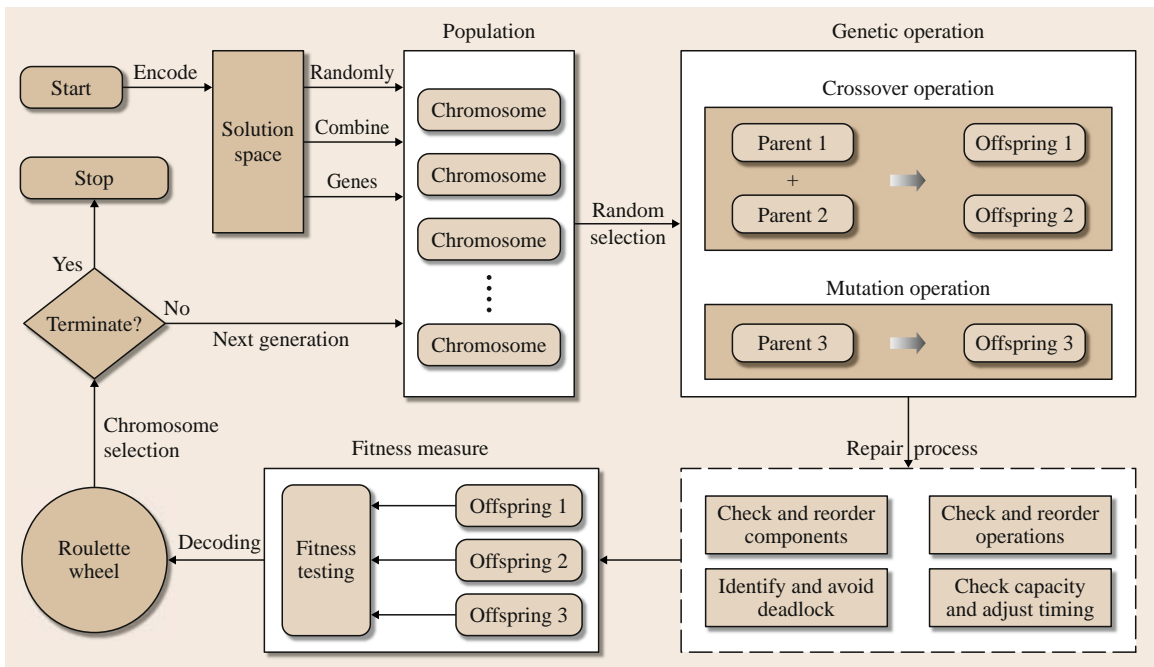 Population
Genetic operation
Start
Encode
Solution
space
Randomly
Combine
Genes
Chromosome
Chromosome
Chromosome
Chromosome
Random
selection
Crossover operation
Parent 1
+
Parent 2
Offspring 1
Offspring 2
Mutation operation
Parent 3
Offspring 3
Stop
Yes
Terminate?
No
Next generation
Chromosome
selection
Roulette
wheel
Decoding
Fitness measure
Fitness
testing
Offspring 1
Offspring 2
Offspring 3
Repair process
Check and reorder
components
Check and reorder
operations
Identify and avoid
deadlock
Check capacity
and adjust timing